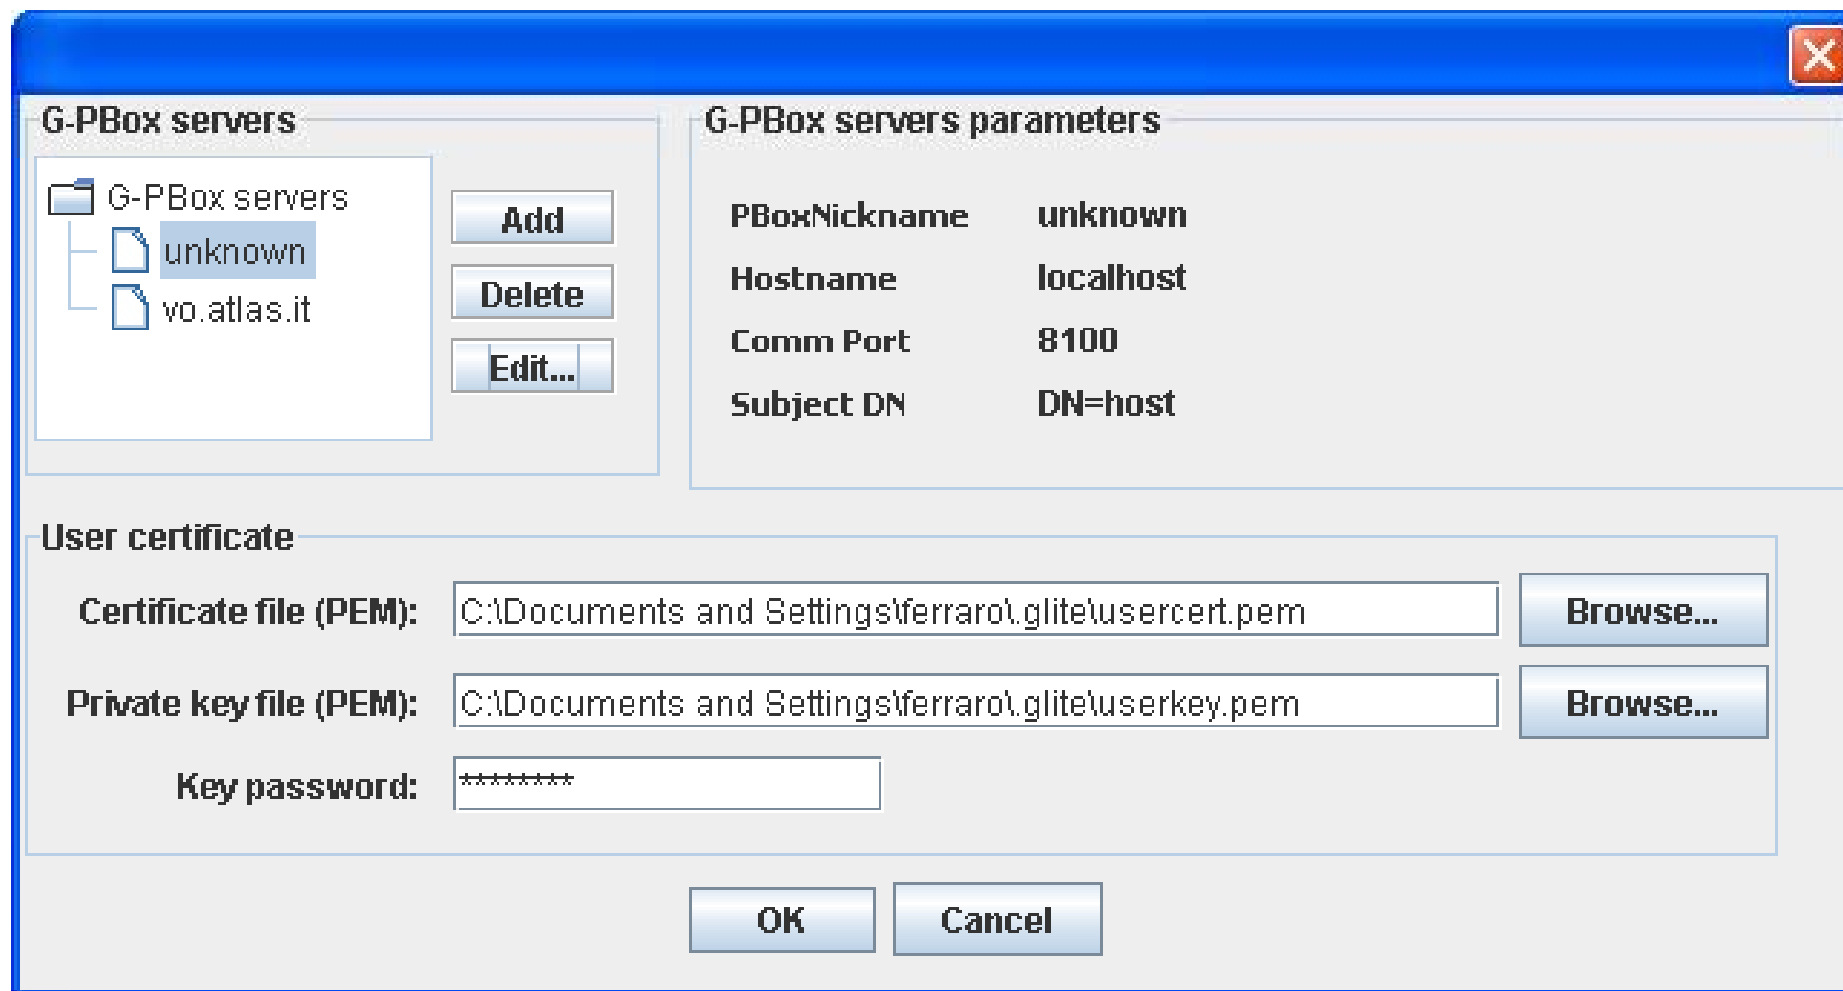 G-PBox servers
G-PBox servers
unknown
vo.atlas.it
Add
Delete
Edit...
G-PBox servers parameters
PBoxNickname unknown
Hostname localhost
Comm Port 8100
Subject DN DN=host
User certificate
Certificate file (PEM): C:\Documents and Settings\ferraro\.glite\usercert.pem Browse...
Private key file (PEM): C:\Documents and Settings\ferraro\.glite\userkey.pem Browse...
Key password: ********
OK Cancel